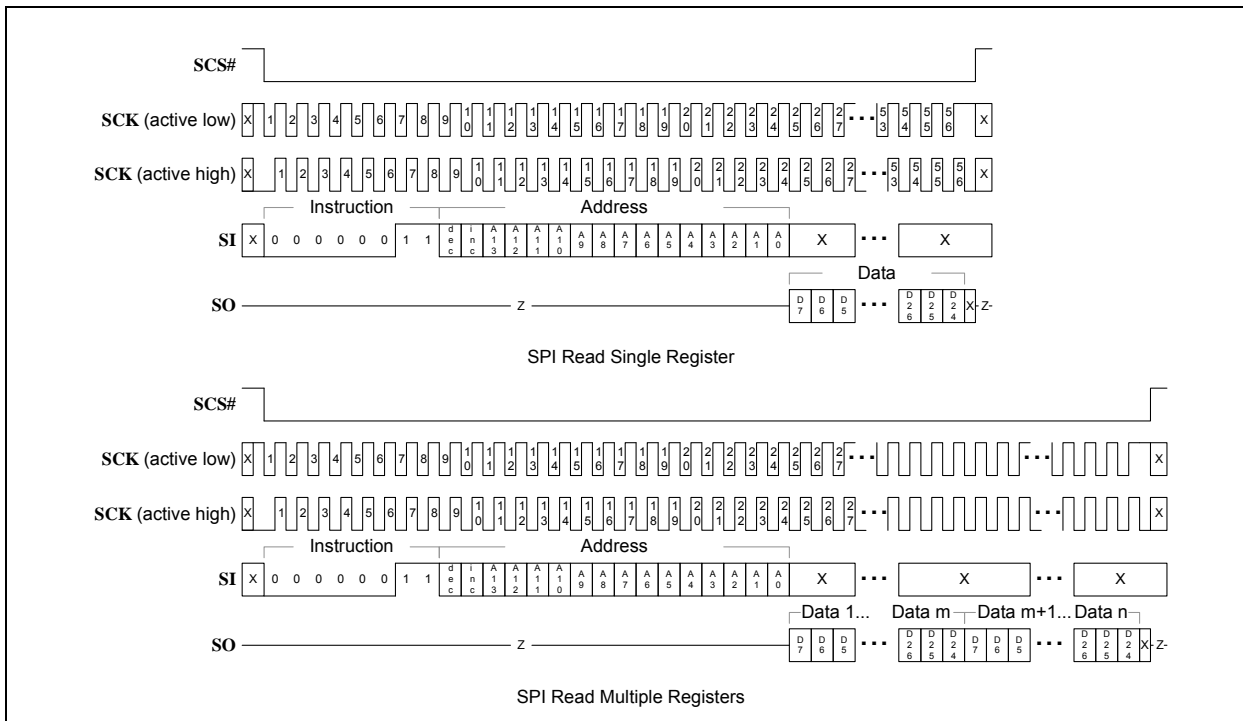 SCS#
SCK (active low) X 1 2 3 4 5 6 7 8 9 10 11 12 13 14 15 16 17 18 19 20 21 22 23 24 25 26 27 ... 53 54 55 56 X
SCK (active high) X 1 2 3 4 5 6 7 8 9 10 11 12 13 14 15 16 17 18 19 20 21 22 23 24 25 26 27 ... 53 54 55 56 X
Instruction Address
SI X 0 0 0 0 0 0 1 1 dec inc A13 A12 A11 A10 A9 A8 A7 A6 A5 A4 A3 A2 A1 A0 X ... X
Data
SO Z D7 D6 D5 ... D26 D25 D24 X Z
SPI Read Single Register
SCS#
SCK (active low) X 1 2 3 4 5 6 7 8 9 10 11 12 13 14 15 16 17 18 19 20 21 22 23 24 25 26 27 ... ... X
SCK (active high) X 1 2 3 4 5 6 7 8 9 10 11 12 13 14 15 16 17 18 19 20 21 22 23 24 25 26 27 ... ... X
Instruction Address
SI X 0 0 0 0 0 0 1 1 dec inc A13 A12 A11 A10 A9 A8 A7 A6 A5 A4 A3 A2 A1 A0 X ... X ... X
Data 1... Data m Data m+1... Data n
SO Z D7 D6 D5 ... D26 D25 D24 D7 D6 D5 ... D26 D25 D24 X Z
SPI Read Multiple Registers